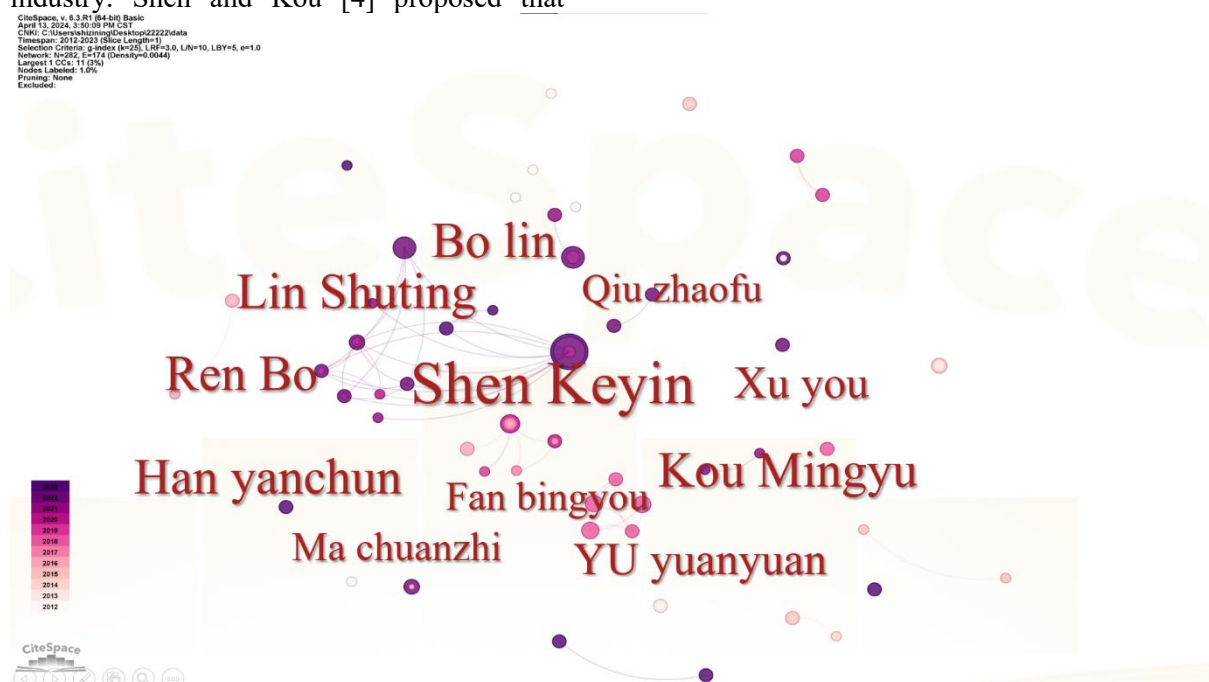 industry. Shen and Kou [4] proposed that
CiteSpace, v. 6.3.R1 (64-bit) Basic
April 13, 2024, 3:50:09 PM CST
CNKI: C:\Users\shizining\Desktop\22222\data
Timespan: 2012-2023 (Slice Length=1)
Selection Criteria: g-index (k=25), LRF=3.0, L/N=10, LBY=5, e=1.0
Network: N=282, E=174 (Density=0.0044)
Largest 1 CCs: 11 (3%)
Nodes Labeled: 1.0%
Pruning: None
Excluded:
CiteSpace
Bo lin
Lin Shuting
Qiu zhaofu
Ren Bo
Shen Keyin
Xu you
Han yanchun
Kou Mingyu
Fan bingyou
Ma chuanzhi
YU yuanyuan
2023
2022
2021
2020
2019
2018
2017
2016
2015
2014
2013
2012
CiteSpace